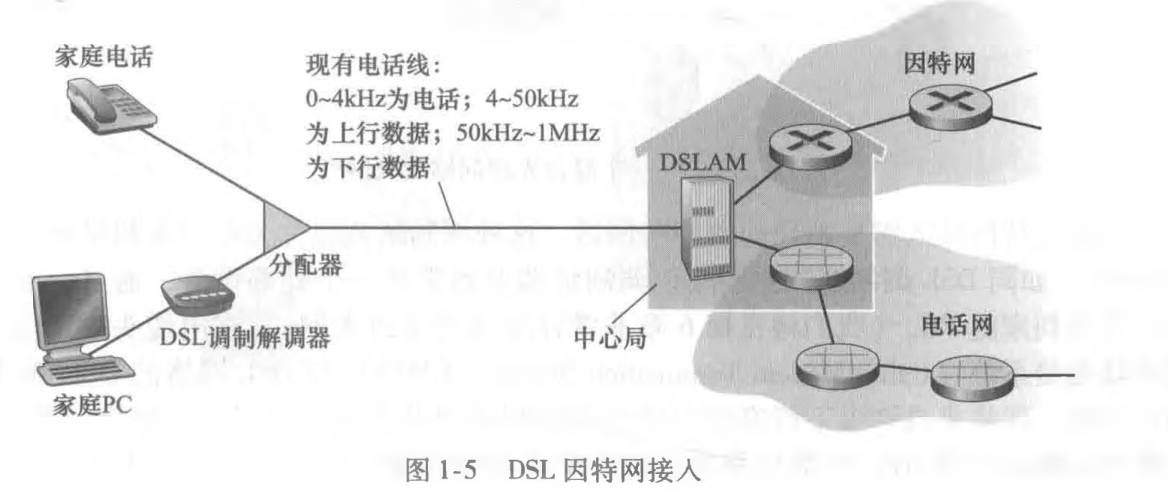 家庭电话
现有电话线：
0~4kHz为电话；4~50kHz
为上行数据；50kHz~1MHz
为下行数据
因特网
DSLAM
分配器
DSL调制解调器
家庭PC
中心局
电话网
图 1-5 DSL 因特网接入